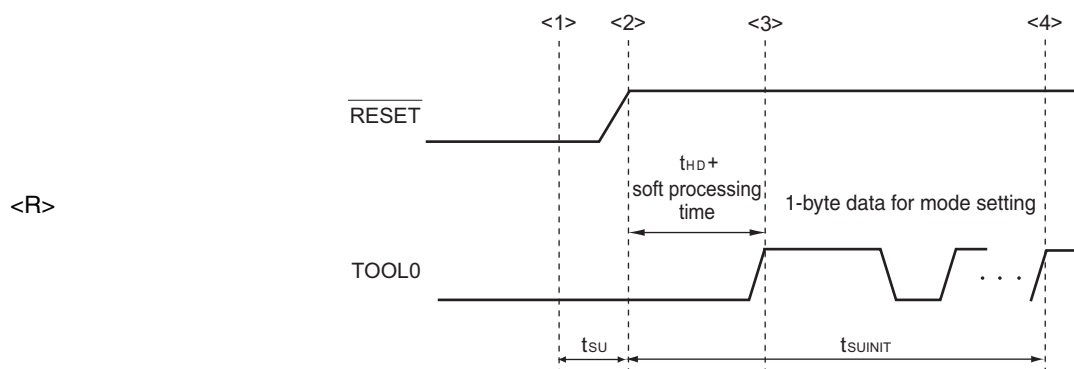 <1> <2> <3> <4>
RESET
tHD+
soft processing
time
1-byte data for mode setting
<R>
TOOL0
. . .
tSU
tSUINIT